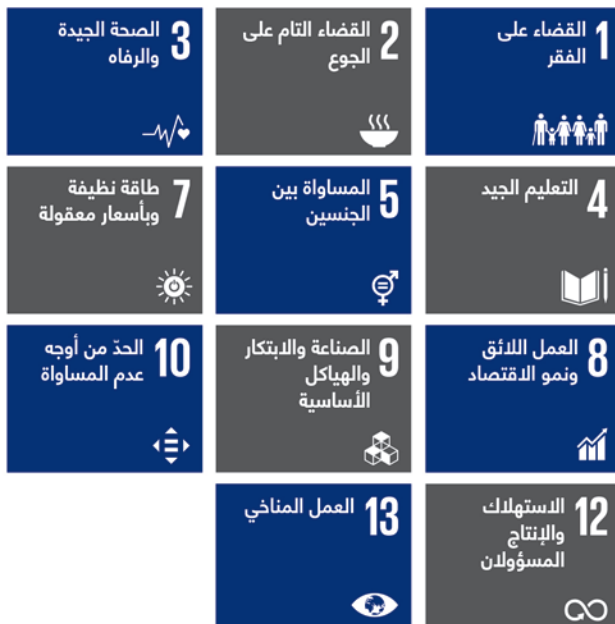 1 القضاء على
الفقر
2 القضاء التام على
الجوع
3 الصحة الجيدة
والرفاه
4 التعليم الجيد
5 المساواة بين
الجنسين
7 طاقة نظيفة
وبأسعار معقولة
8 العمل اللائق
ونمو الاقتصاد
9 الصناعة والابتكار
والهياكل
الأساسية
10 الحدّ من أوجه
عدم المساواة
12 الاستهلاك
والإنتاج
المسؤولان
13 العمل المناخي